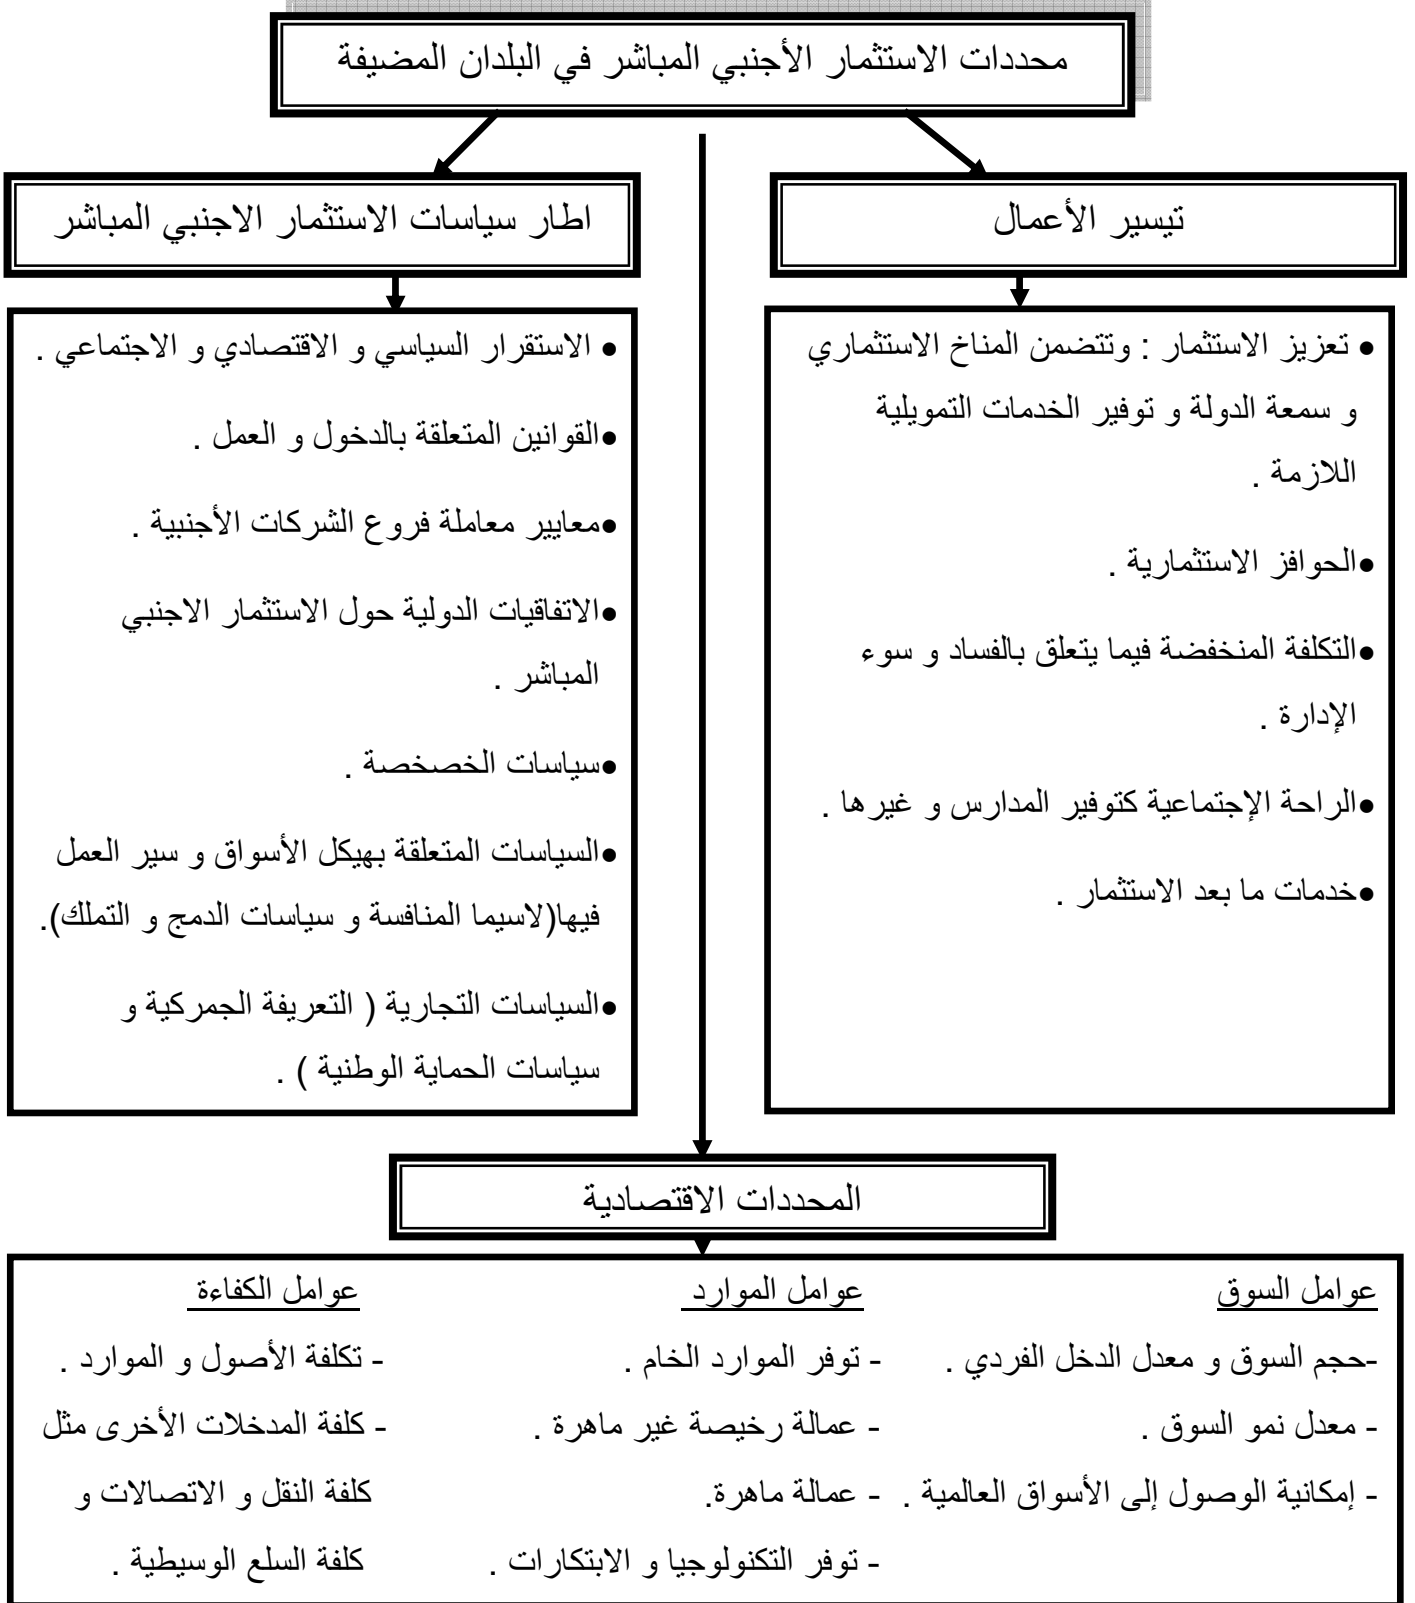 محددات الاستثمار الأجنبي المباشر في البلدان المضيفة
تيسير الأعمال
• تعزيز الاستثمار : وتتضمن المناخ الاستثماري
و سمعة الدولة و توفير الخدمات التمويلية
اللازمة .
•الحوافز الاستثمارية .
•التكلفة المنخفضة فيما يتعلق بالفساد و سوء
الإدارة .
•الراحة الإجتماعية كتوفير المدارس و غيرها .
•خدمات ما بعد الاستثمار .
اطار سياسات الاستثمار الاجنبي المباشر
• الاستقرار السياسي و الاقتصادي و الاجتماعي .
•القوانين المتعلقة بالدخول و العمل .
•معايير معاملة فروع الشركات الأجنبية .
•الاتفاقيات الدولية حول الاستثمار الاجنبي
المباشر .
•سياسات الخصخصة .
•السياسات المتعلقة بهيكل الأسواق و سير العمل
فيها(لاسيما المنافسة و سياسات الدمج و التملك).
•السياسات التجارية ( التعريفة الجمركية و
سياسات الحماية الوطنية ) .
المحددات الاقتصادية
عوامل السوق
-حجم السوق و معدل الدخل الفردي .
- معدل نمو السوق .
- إمكانية الوصول إلى الأسواق العالمية .
عوامل الموارد
- توفر الموارد الخام .
- عمالة رخيصة غير ماهرة .
- عمالة ماهرة.
- توفر التكنولوجيا و الابتكارات .
عوامل الكفاءة
- تكلفة الأصول و الموارد .
- كلفة المدخلات الأخرى مثل
كلفة النقل و الاتصالات و
كلفة السلع الوسيطية .